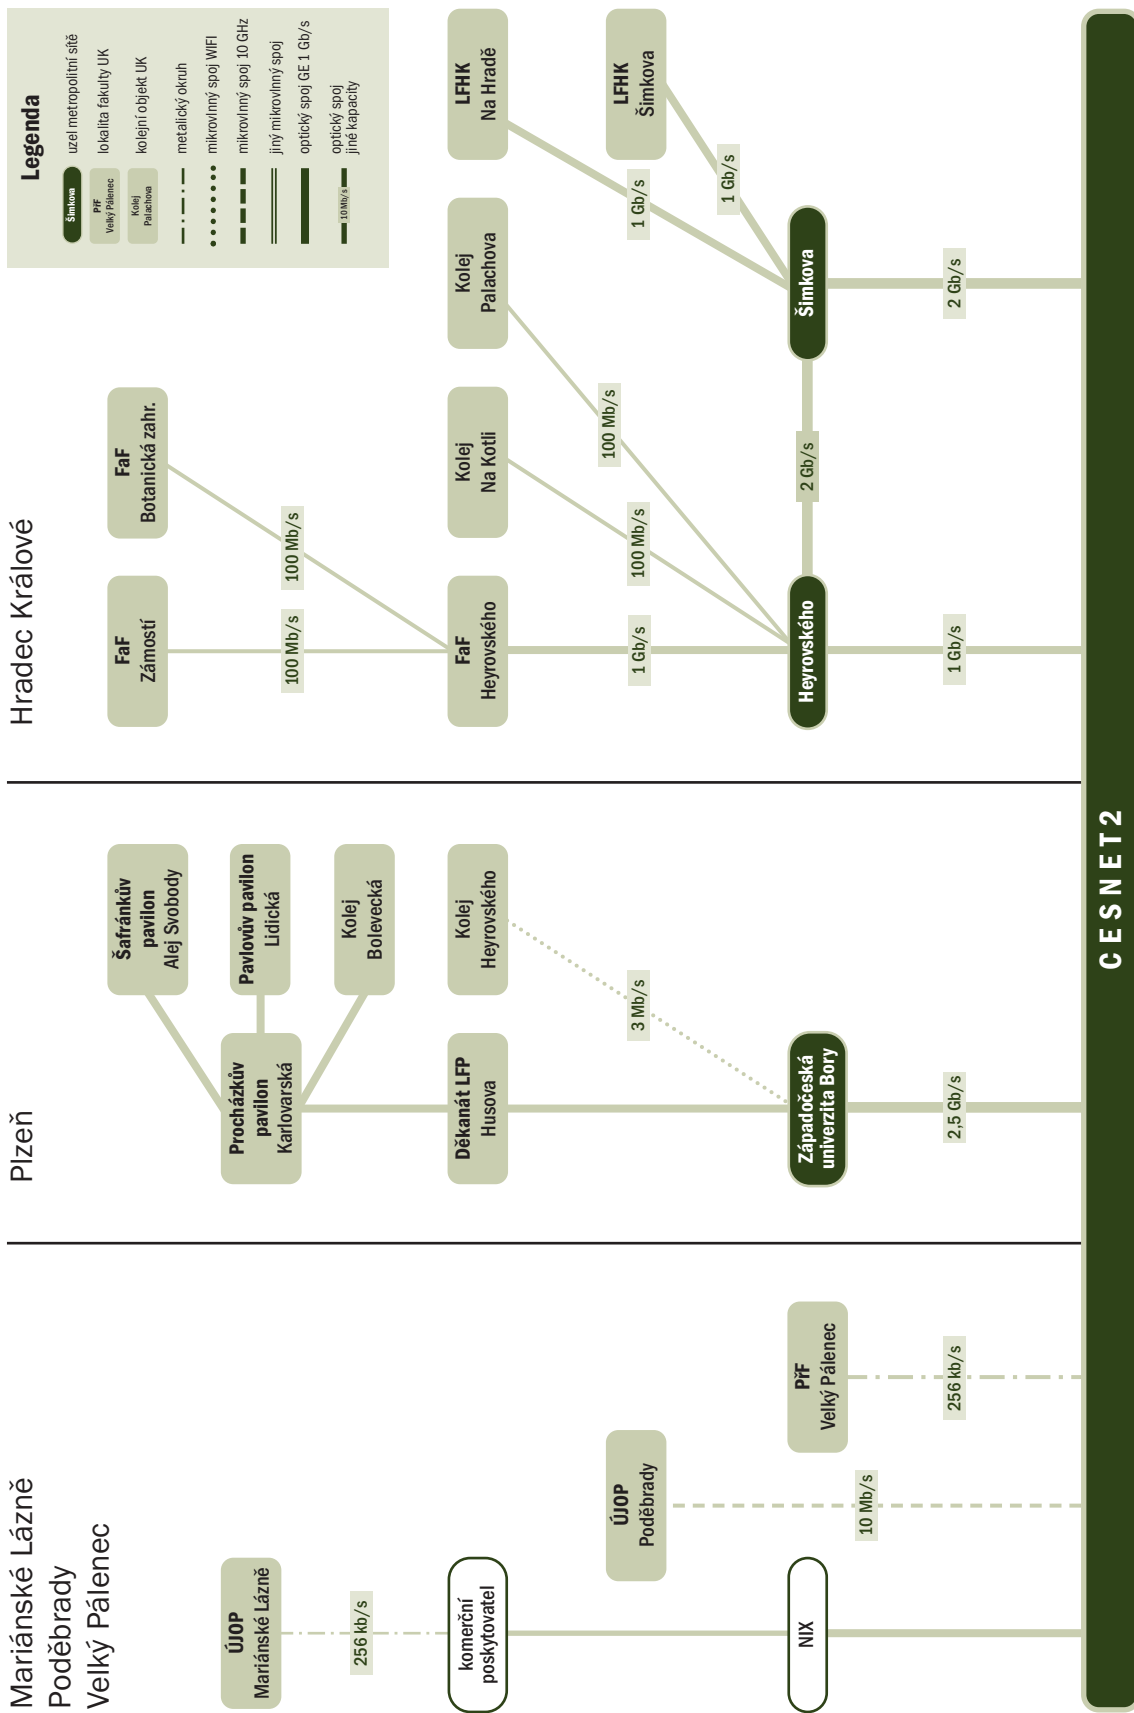 Mariánské Lázně
Poděbrady
Velký Pálenec
ÚJOP
Mariánské Lázně
256 kb/s
komerční
poskytovatel
NIX
ÚJOP
Poděbrady
10 Mb/s
PřF
Velký Pálenec
256 kb/s
Plzeň
Šafránkův
pavilon
Alej Svobody
Pavlovův pavilon
Lidická
Kolej
Bolevecká
Procházkův
pavilon
Karlovarská
Děkanát LFP
Husova
Kolej
Heyrovského
3 Mb/s
Západočeská
univerzita Bory
2,5 Gb/s
Hradec Králové
FaF
Zámostí
FaF
Botanická zahr.
100 Mb/s
100 Mb/s
FaF
Heyrovského
Kolej
Na Kotli
Kolej
Palachova
LFHK
Na Hradě
LFHK
Šimkova
1 Gb/s
100 Mb/s
100 Mb/s
1 Gb/s
1 Gb/s
Heyrovského
2 Gb/s
Šimkova
1 Gb/s
2 Gb/s
CESNET2
Legenda
Šimkova
uzel metropolitní sítě
PřF
Velký Pálenec
lokalita fakulty UK
Kolej
Palachova
kolejní objekt UK
metalický okruh
mikrovlnný spoj WIFI
mikrovlnný spoj 10 GHz
jiný mikrovlnný spoj
optický spoj GE 1 Gb/s
10 Mb/s
optický spoj
jiné kapacity